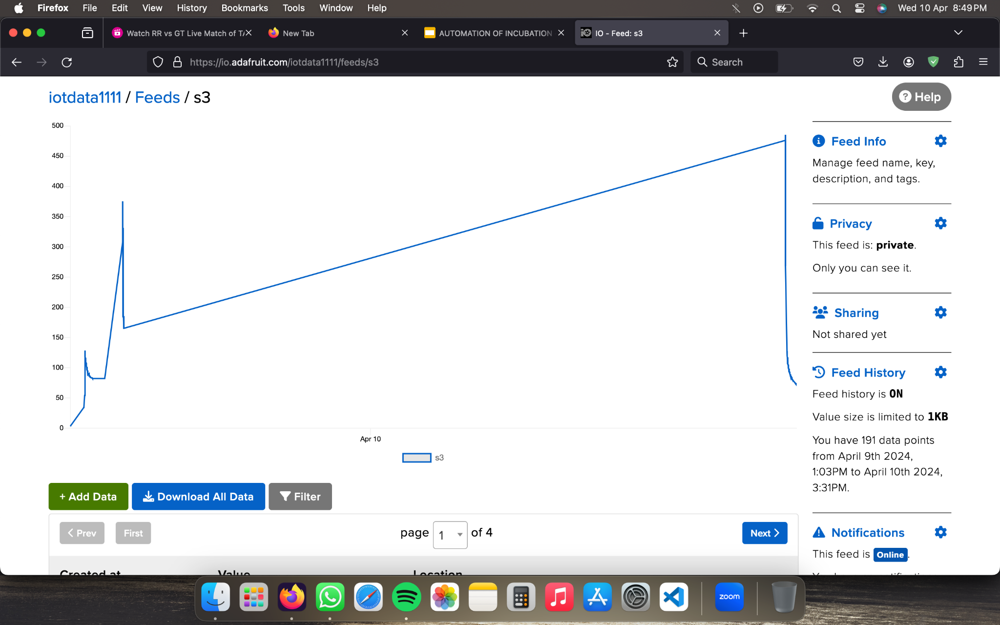 Firefox File Edit View History Bookmarks Tools Window Help Wed 10 Apr 8:49 PM
Watch RR vs GT Live Match of TA New Tab AUTOMATION OF INCUBATION IO - Feed: s3
https://io.adafruit.com/iotdata1111/feeds/s3 Search
iotdata1111 / Feeds / s3
Help
500
450
400
350
300
250
200
150
100
50
0
Apr 10
s3
Feed Info
Manage feed name, key,
description, and tags.
Privacy
This feed is: private.
Only you can see it.
Sharing
Not shared yet
Feed History
Feed history is ON
Value size is limited to 1KB
You have 191 data points
from April 9th 2024,
1:03PM to April 10th 2024,
3:31PM.
Notifications
This feed is Online.
+ Add Data Download All Data Filter
Prev First page 1 of 4 Next
Created at Value Location
zoom